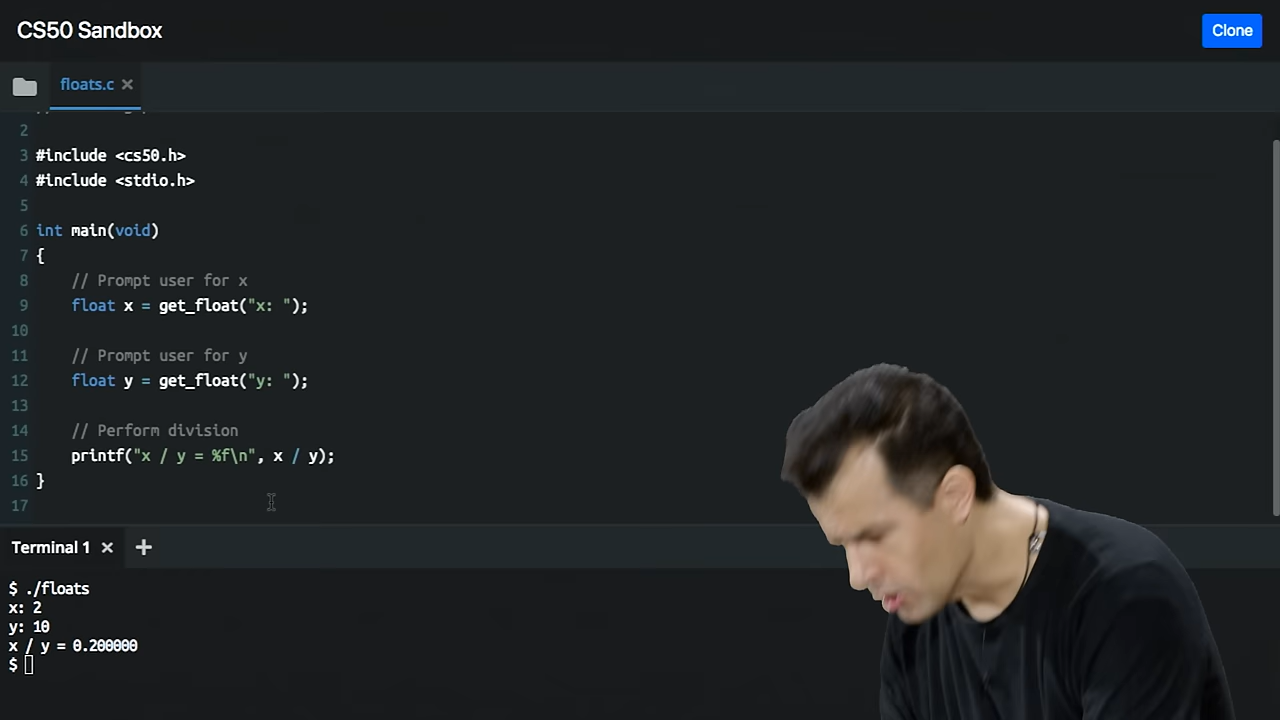 CS50 Sandbox
Clone
floats.c ×
2
3 #include <cs50.h>
4 #include <stdio.h>
5
6 int main(void)
7 {
8     // Prompt user for x
9     float x = get_float("x: ");
10
11     // Prompt user for y
12     float y = get_float("y: ");
13
14     // Perform division
15     printf("x / y = %f\n", x / y);
16 }
17
Terminal 1 × +
$ ./floats
x: 2
y: 10
x / y = 0.200000
$